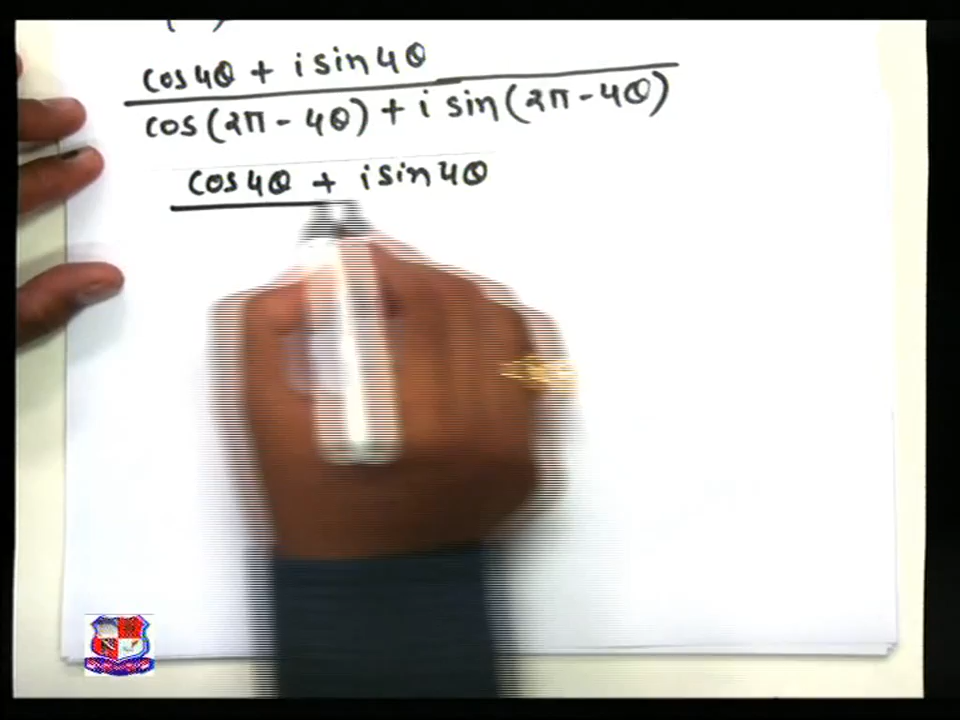 cos4θ + i sin4θ
cos(2π - 4θ) + i sin(2π - 4θ)
cos4θ + i sin4θ